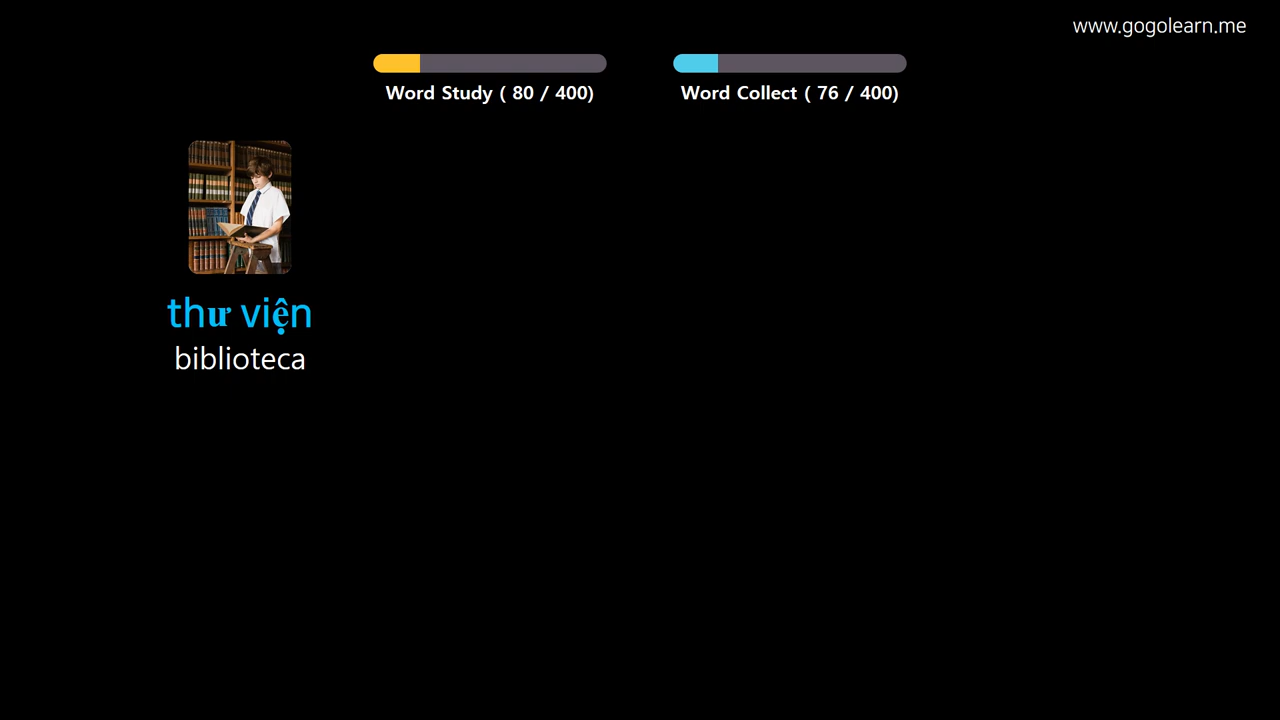 www.gogolearn.me
Word Study ( 80 / 400)
Word Collect ( 76 / 400)
thư viện
biblioteca